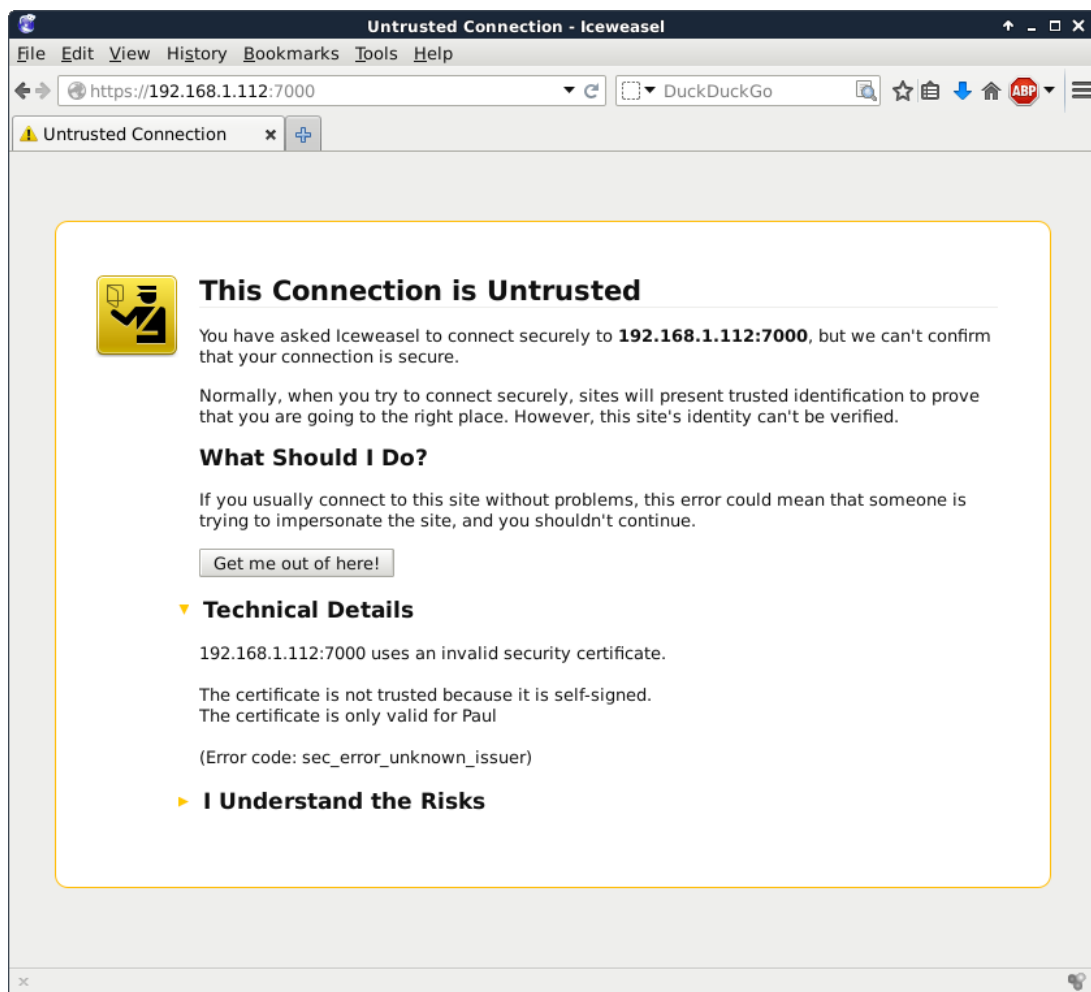 Untrusted Connection - Iceweasel
File Edit View History Bookmarks Tools Help
https://192.168.1.112:7000
DuckDuckGo
ABP
Untrusted Connection
This Connection is Untrusted
You have asked Iceweasel to connect securely to 192.168.1.112:7000, but we can't confirm
that your connection is secure.
Normally, when you try to connect securely, sites will present trusted identification to prove
that you are going to the right place. However, this site's identity can't be verified.
What Should I Do?
If you usually connect to this site without problems, this error could mean that someone is
trying to impersonate the site, and you shouldn't continue.
Get me out of here!
Technical Details
192.168.1.112:7000 uses an invalid security certificate.
The certificate is not trusted because it is self-signed.
The certificate is only valid for Paul
(Error code: sec_error_unknown_issuer)
I Understand the Risks